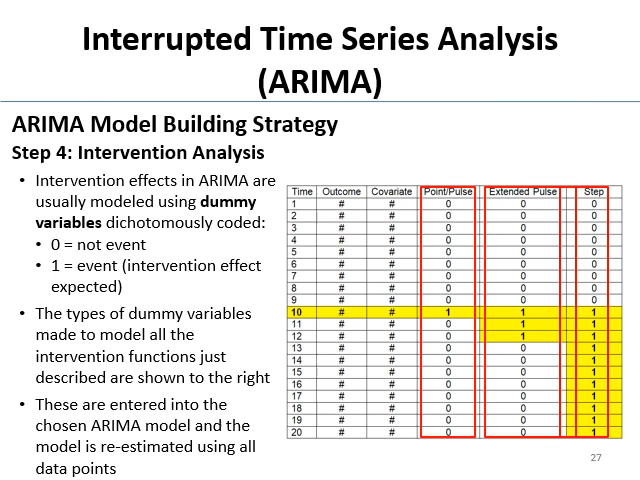 Interrupted Time Series Analysis
(ARIMA)
ARIMA Model Building Strategy
Step 4: Intervention Analysis
• Intervention effects in ARIMA are
usually modeled using dummy
variables dichotomously coded:
• 0 = not event
• 1 = event (intervention effect
expected)
• The types of dummy variables
made to model all the
intervention functions just
described are shown to the right
• These are entered into the
chosen ARIMA model and the
model is re-estimated using all
data points
Time Outcome Covariate Point/Pulse Extended Pulse Step
1 # # 0 0 0
2 # # 0 0 0
3 # # 0 0 0
4 # # 0 0 0
5 # # 0 0 0
6 # # 0 0 0
7 # # 0 0 0
8 # # 0 0 0
9 # # 0 0 0
10 # # 1 1 1
11 # # 0 1 1
12 # # 0 1 1
13 # # 0 0 1
14 # # 0 0 1
15 # # 0 0 1
16 # # 0 0 1
17 # # 0 0 1
18 # # 0 0 1
19 # # 0 0 1
20 # # 0 0 1
27